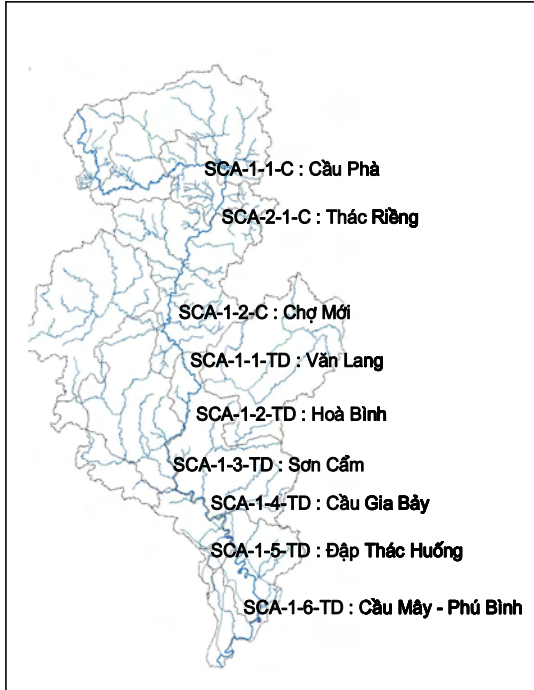 SCA-1-1-C : Cầu Phà
SCA-2-1-C : Thác Riềng
SCA-1-2-C : Chợ Mới
SCA-1-1-TD : Văn Lang
SCA-1-2-TD : Hoà Bình
SCA-1-3-TD : Sơn Cẩm
SCA-1-4-TD : Cầu Gia Bảy
SCA-1-5-TD : Đập Thác Huống
SCA-1-6-TD : Cầu Mây - Phú Bình